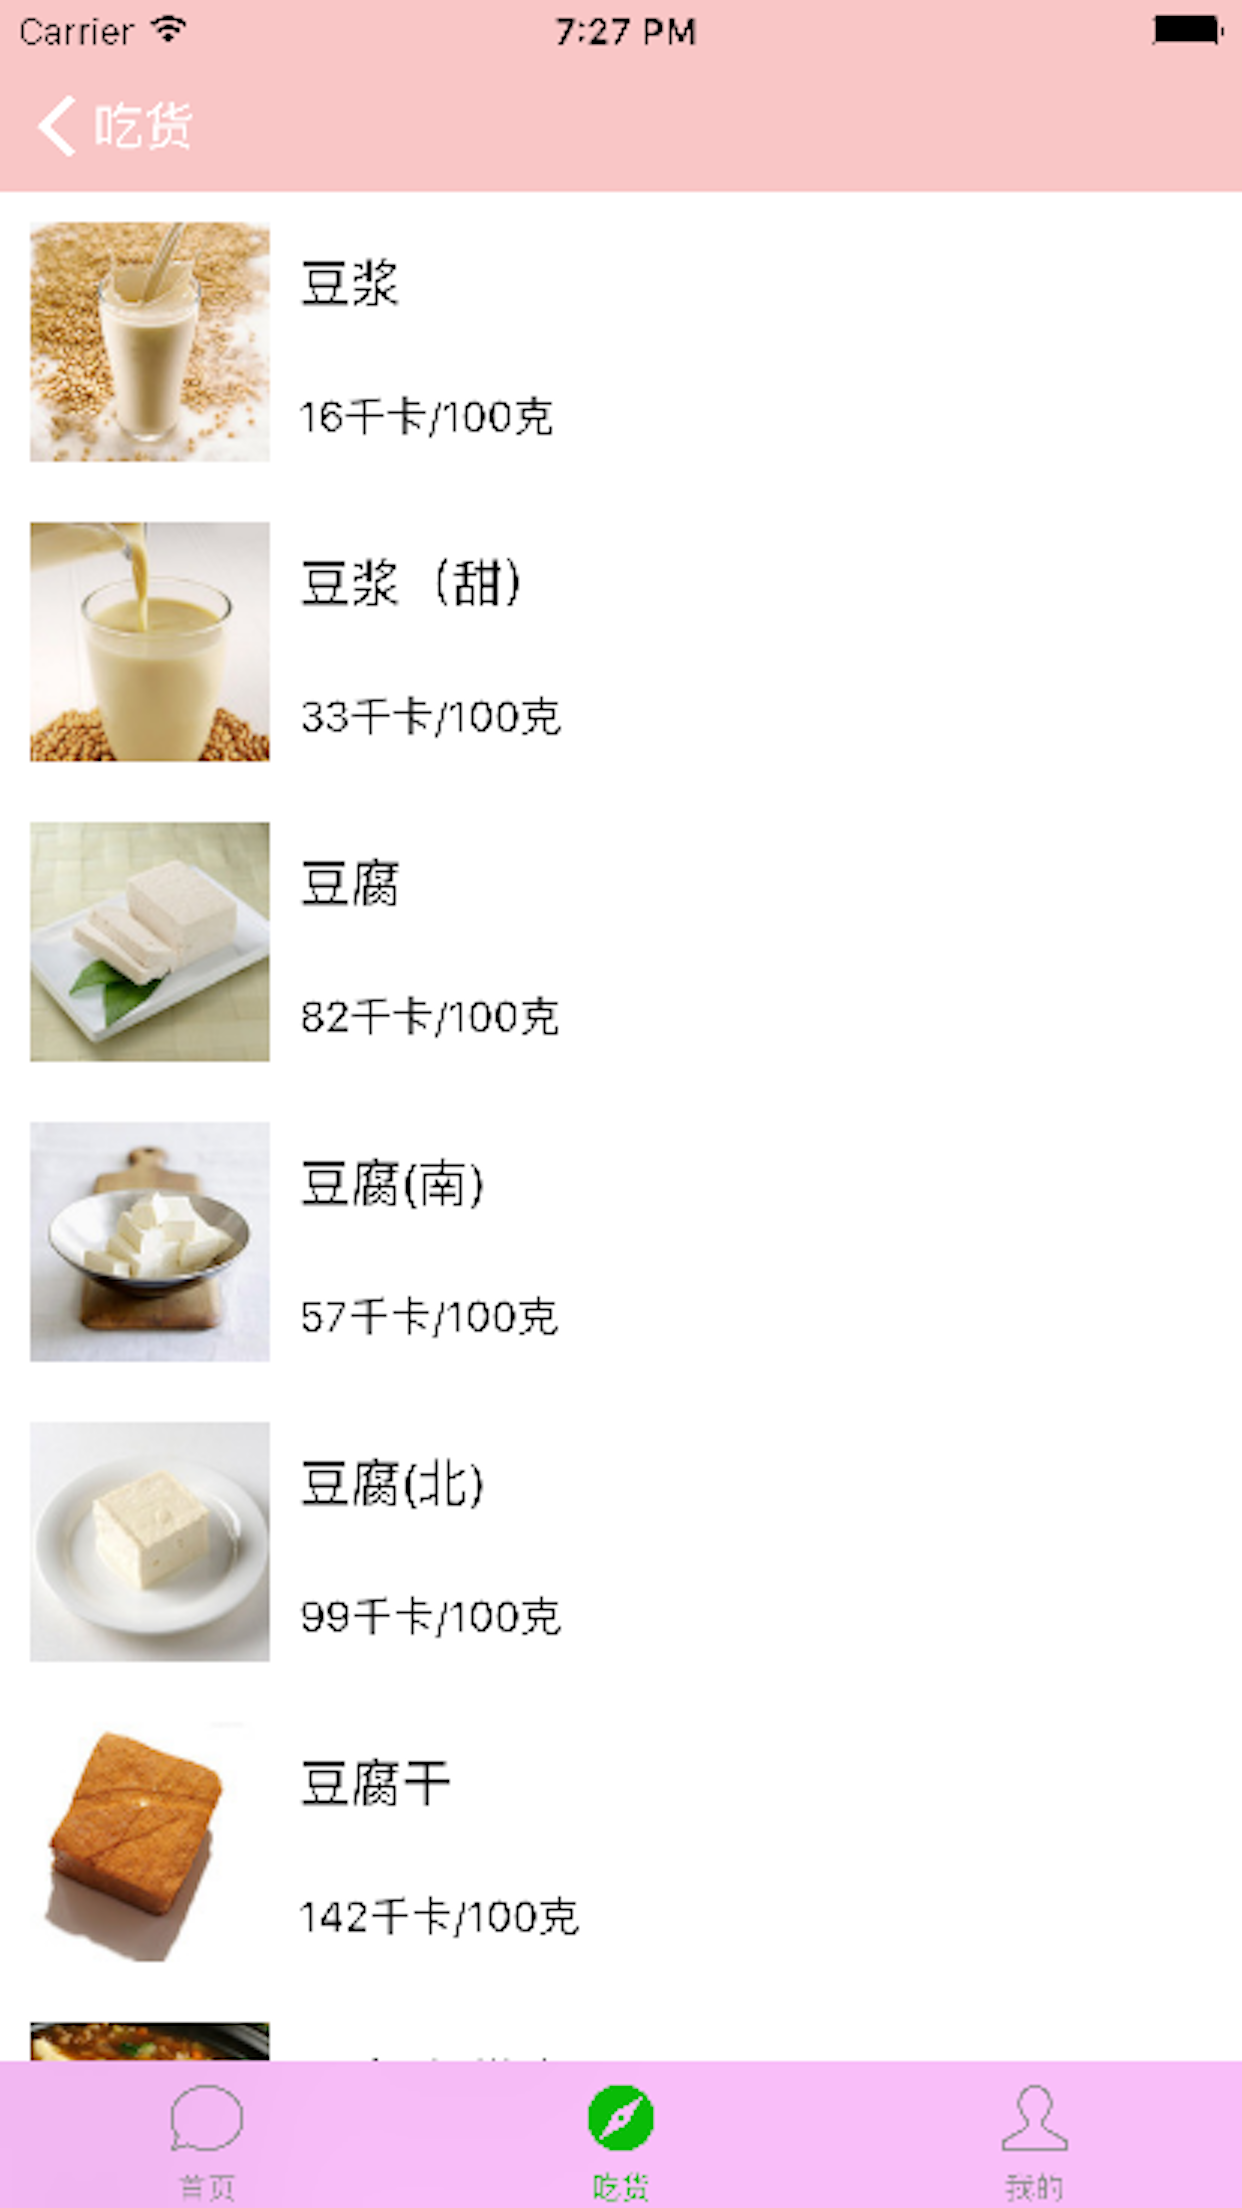 Carrier 7:27 PM
吃货
豆浆
16千卡/100克
豆浆（甜）
33千卡/100克
豆腐
82千卡/100克
豆腐(南)
57千卡/100克
豆腐(北)
99千卡/100克
豆腐干
142千卡/100克
首页 吃货 我的